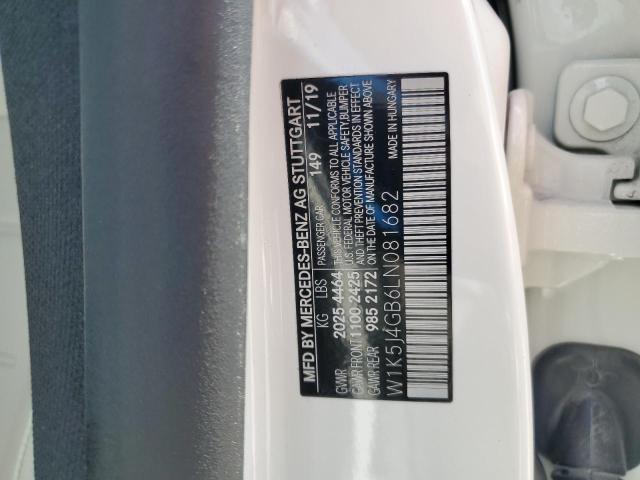 MFD BY MERCEDES-BENZ AG STUTTGART
KG LBS PASSENGER CAR 149 11/19
GVWR 2025-4464 THIS VEHICLE CONFORMS TO ALL APPLICABLE
GAWR FRONT 1100-2425 U.S. FEDERAL MOTOR VEHICLE SAFETY, BUMPER
GAWR REAR 985 2172 AND THEFT PREVENTION STANDARDS IN EFFECT
ON THE DATE OF MANUFACTURE SHOWN ABOVE
MADE IN HUNGARY
W1K5J4GB6LN081682